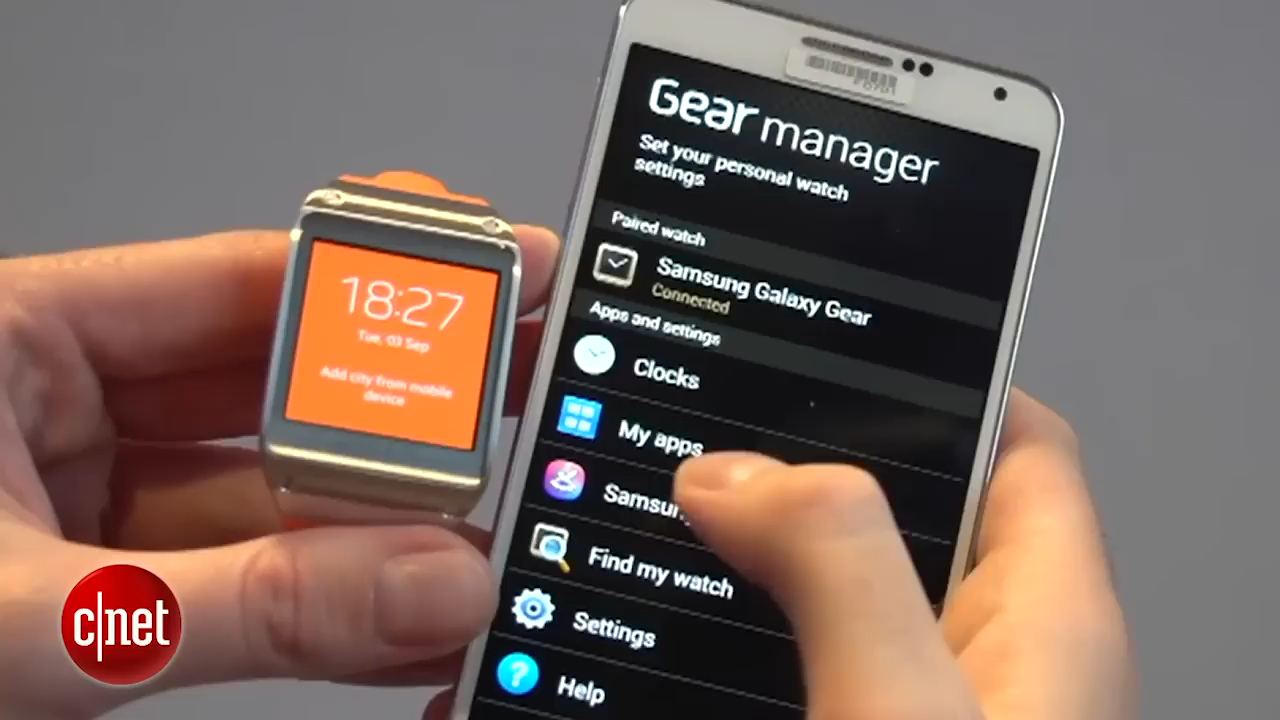 Gear manager
Set your personal watch
settings
Paired watch
Samsung Galaxy Gear
Connected
Apps and settings
Clocks
My apps
Samsung
Find my watch
Settings
Help
18:27
Tue, 03 Sep
Add city from mobile
device
c|net